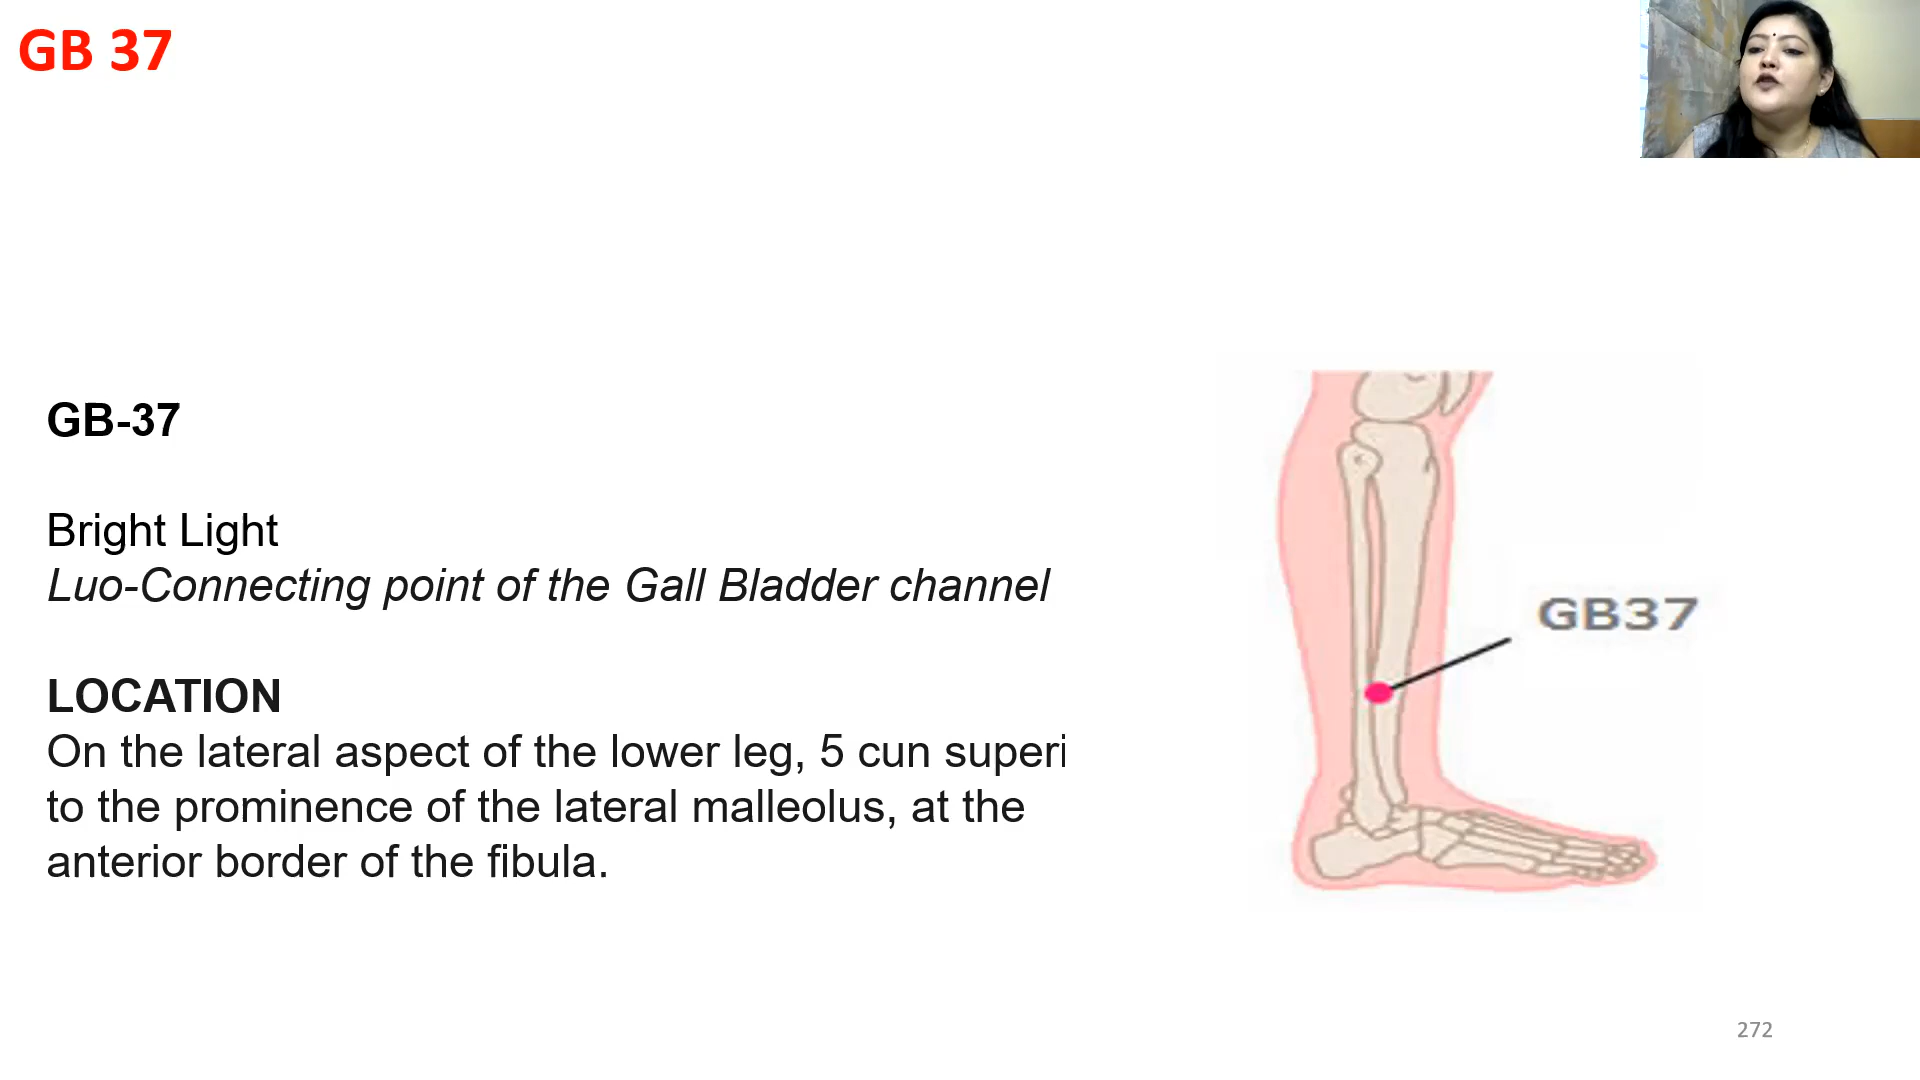 GB 37
GB-37
Bright Light
Luo-Connecting point of the Gall Bladder channel
LOCATION
On the lateral aspect of the lower leg, 5 cun superi
to the prominence of the lateral malleolus, at the
anterior border of the fibula.
GB37
272